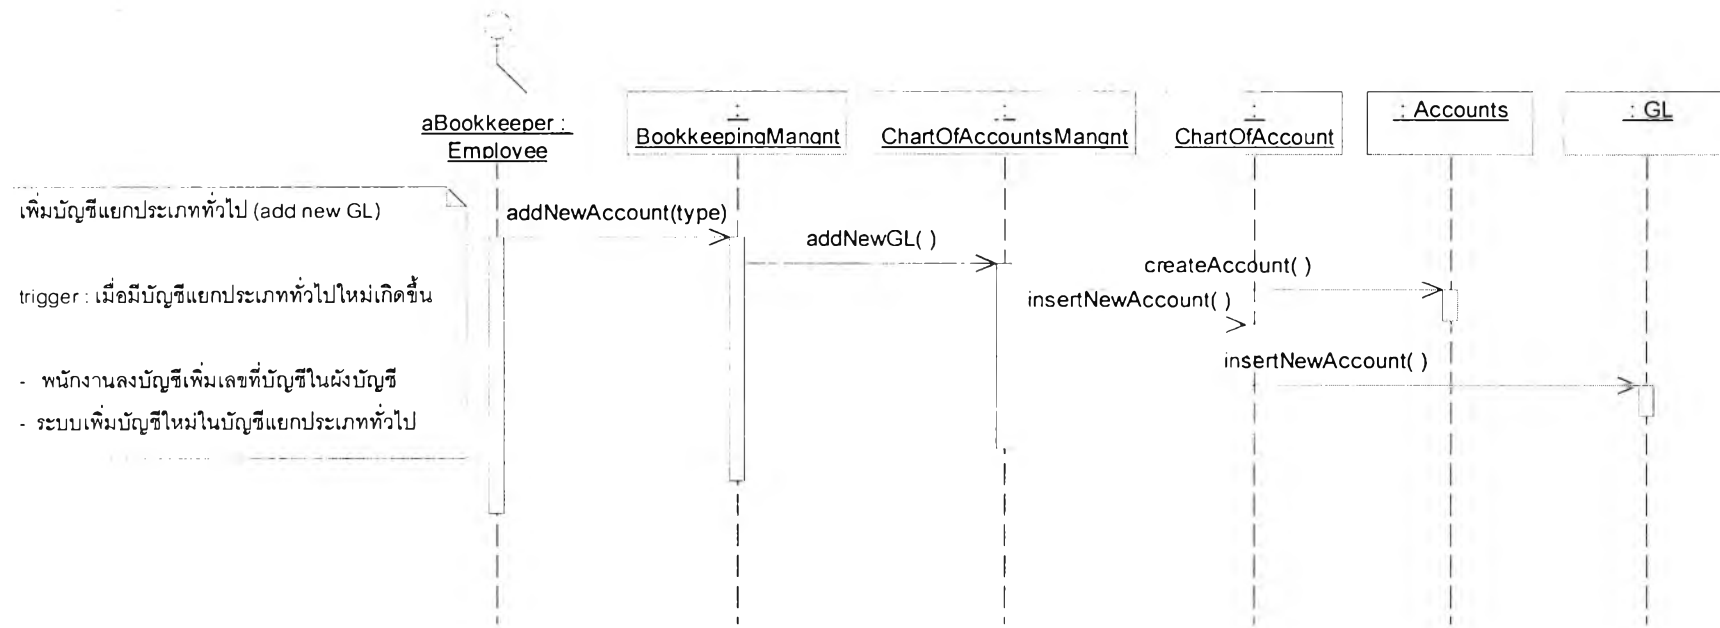 aBookkeeper :
Employee
:
BookkeepingMangnt
:
ChartOfAccountsMangnt
:
ChartOfAccount
: Accounts
: GL
เพิ่มบัญชีแยกประเภททั่วไป (add new GL)
trigger : เมื่อมีบัญชีแยกประเภททั่วไปใหม่เกิดขึ้น
- พนักงานลงบัญชีเพิ่มเลขที่บัญชีในผังบัญชี
- ระบบเพิ่มบัญชีใหม่ในบัญชีแยกประเภททั่วไป
addNewAccount(type)
addNewGL( )
createAccount( )
insertNewAccount( )
insertNewAccount( )